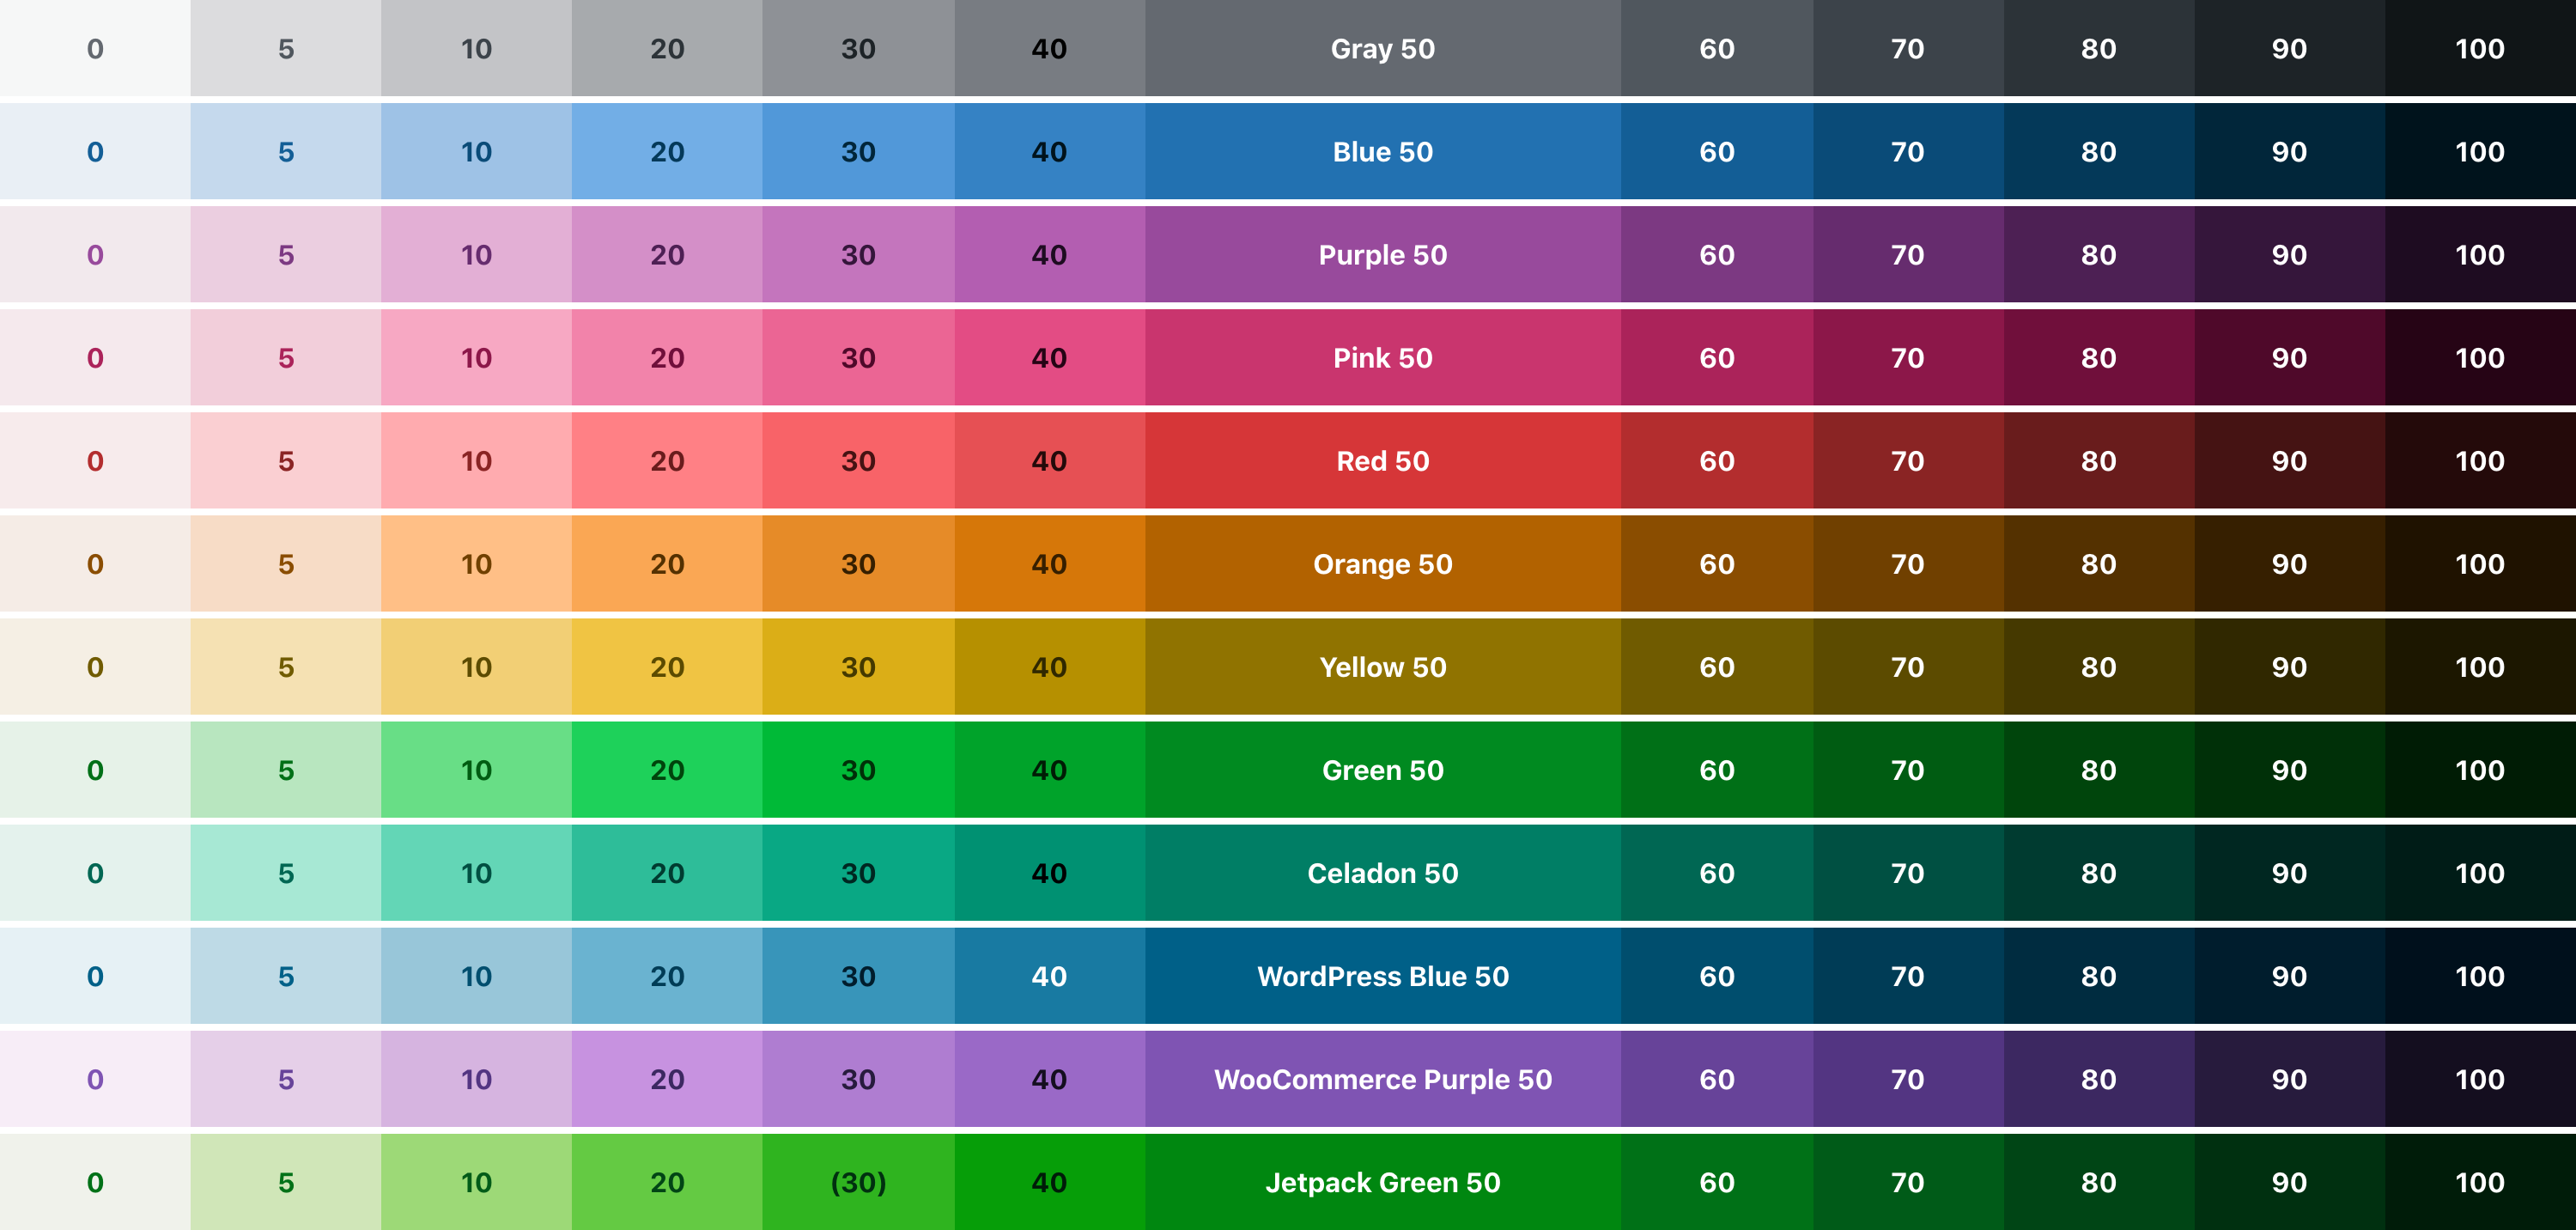 0 5 10 20 30 40 Gray 50 60 70 80 90 100
0 5 10 20 30 40 Blue 50 60 70 80 90 100
0 5 10 20 30 40 Purple 50 60 70 80 90 100
0 5 10 20 30 40 Pink 50 60 70 80 90 100
0 5 10 20 30 40 Red 50 60 70 80 90 100
0 5 10 20 30 40 Orange 50 60 70 80 90 100
0 5 10 20 30 40 Yellow 50 60 70 80 90 100
0 5 10 20 30 40 Green 50 60 70 80 90 100
0 5 10 20 30 40 Celadon 50 60 70 80 90 100
0 5 10 20 30 40 WordPress Blue 50 60 70 80 90 100
0 5 10 20 30 40 WooCommerce Purple 50 60 70 80 90 100
0 5 10 20 (30) 40 Jetpack Green 50 60 70 80 90 100